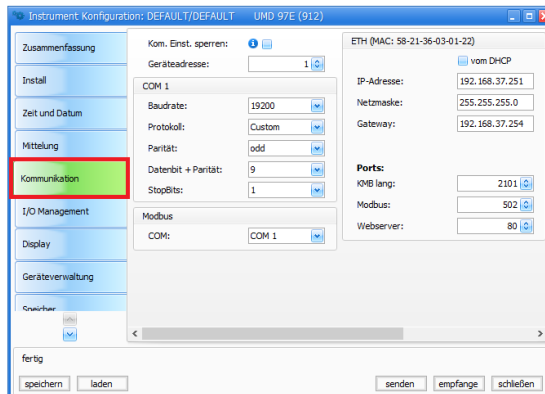 Instrument Konfiguration: DEFAULT/DEFAULT UMD 97E (912)
Zusammenfassung
Install
Zeit und Datum
Mittelung
Kommunikation
I/O Management
Display
Geräteverwaltung
Speicher
Kom. Einst. sperren:
Geräteadresse: 1
COM 1
Baudrate: 19200
Protokoll: Custom
Parität: odd
Datenbit + Parität: 9
StopBits: 1
Modbus
COM: COM 1
ETH (MAC: 58-21-36-03-01-22)
vom DHCP
IP-Adresse: 192.168.37.251
Netzmaske: 255.255.255.0
Gateway: 192.168.37.254
Ports:
KMB lang: 2101
Modbus: 502
Webserver: 80
fertig
speichern laden senden empfange schließen